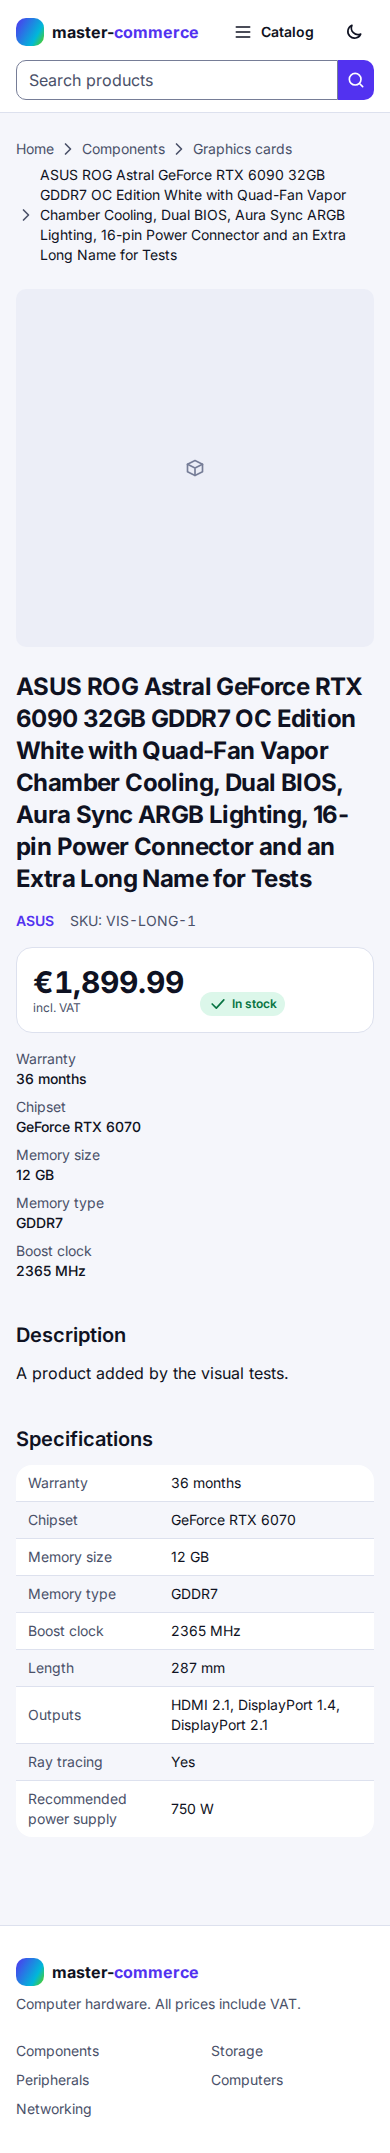 master-commerce
Catalog
Search products
Home
Components
Graphics cards
ASUS ROG Astral GeForce RTX 6090 32GB
GDDR7 OC Edition White with Quad-Fan Vapor
Chamber Cooling, Dual BIOS, Aura Sync ARGB
Lighting, 16-pin Power Connector and an Extra
Long Name for Tests
ASUS ROG Astral GeForce RTX
6090 32GB GDDR7 OC Edition
White with Quad-Fan Vapor
Chamber Cooling, Dual BIOS,
Aura Sync ARGB Lighting, 16-
pin Power Connector and an
Extra Long Name for Tests
ASUS SKU: VIS-LONG-1
€1,899.99
incl. VAT
In stock
Warranty
36 months
Chipset
GeForce RTX 6070
Memory size
12 GB
Memory type
GDDR7
Boost clock
2365 MHz
Description
A product added by the visual tests.
Specifications
Warranty 36 months
Chipset GeForce RTX 6070
Memory size 12 GB
Memory type GDDR7
Boost clock 2365 MHz
Length 287 mm
Outputs HDMI 2.1, DisplayPort 1.4,
DisplayPort 2.1
Ray tracing Yes
Recommended
power supply 750 W
master-commerce
Computer hardware. All prices include VAT.
Components Storage
Peripherals Computers
Networking